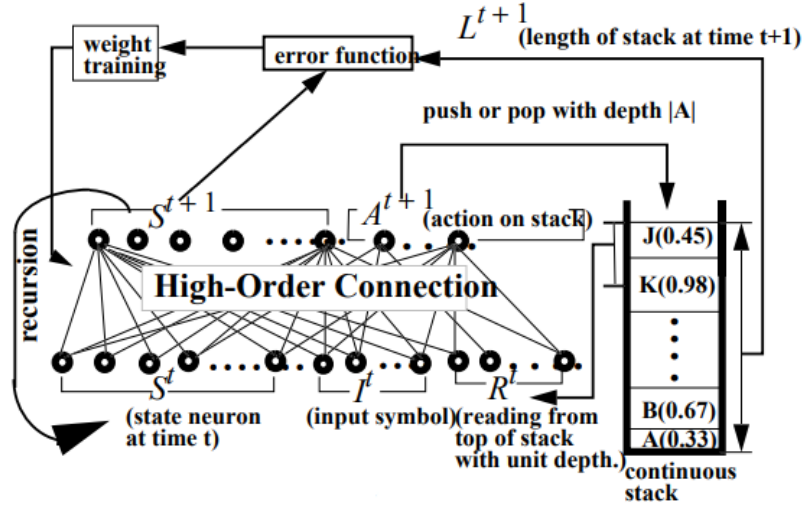 L^{t+1} (length of stack at time t+1)
weight
training
error function
push or pop with depth |A|
S^{t+1}
A^{t+1} (action on stack)
J(0.45)
K(0.98)
recursion
High-Order Connection
S^t
I^t
R^t
(state neuron
at time t)
(input symbol)
(reading from
top of stack
with unit depth.)
B(0.67)
A(0.33)
continuous
stack